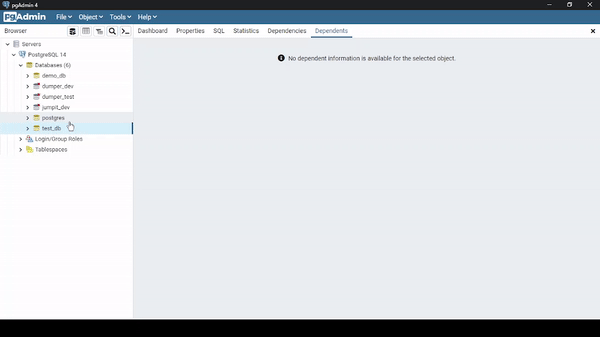 pgAdmin 4
pgAdmin File Object Tools Help
Browser Dashboard Properties SQL Statistics Dependencies Dependents
Servers
PostgreSQL 14
Databases (6)
demo_db
dumper_dev
dumper_test
jumpit_dev
postgres
test_db
Login/Group Roles
Tablespaces
No dependent information is available for the selected object.